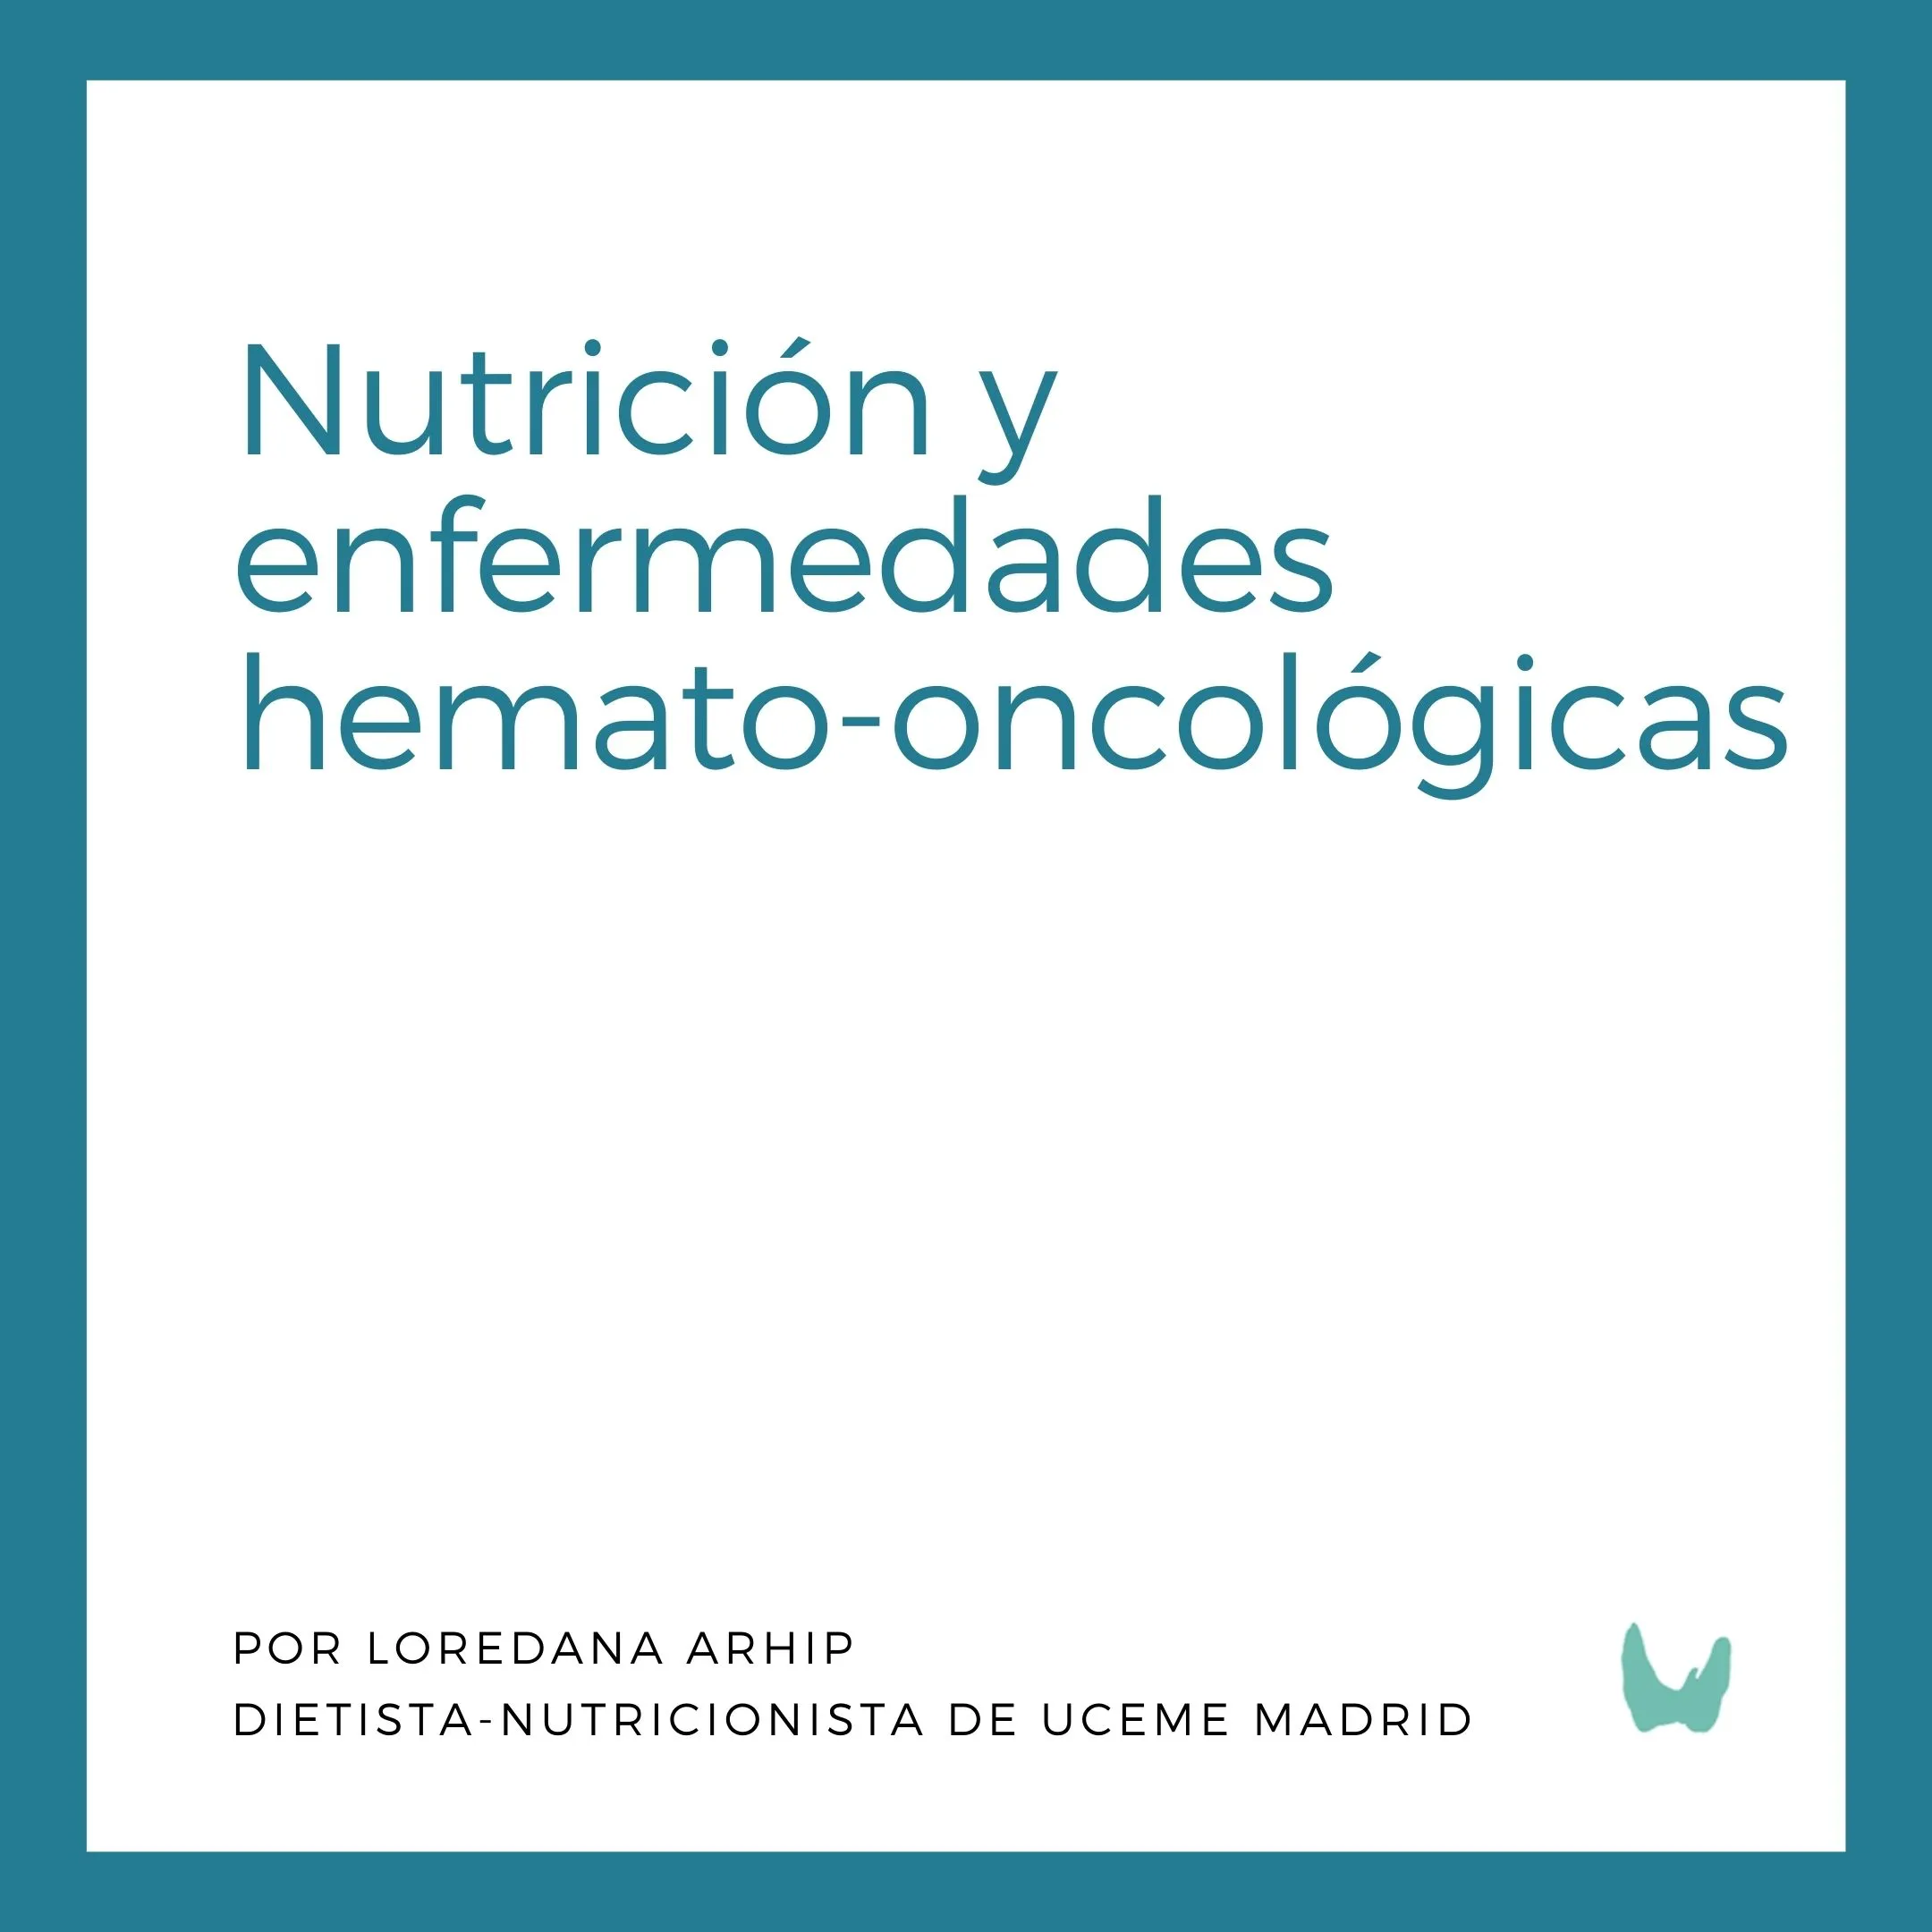 Nutrición y
enfermedades
hemato-oncológicas
POR LOREDANA ARHIP
DIETISTA-NUTRICIONISTA DE UCEME MADRID